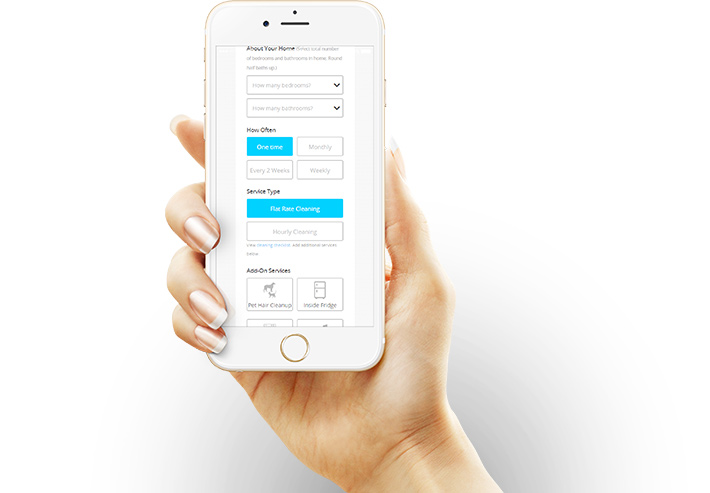 About Your Home (Enter total number
of bedrooms and bathrooms in home. Round
half baths up.)
How many bedrooms?
How many bathrooms?
How Often
One time
Monthly
Every 2 Weeks
Weekly
Service Type
Flat Rate Cleaning
Hourly Cleaning
View cleaning checklist. Add additional services
below.
Add-On Services
Pet Hair Cleanup
Inside Fridge